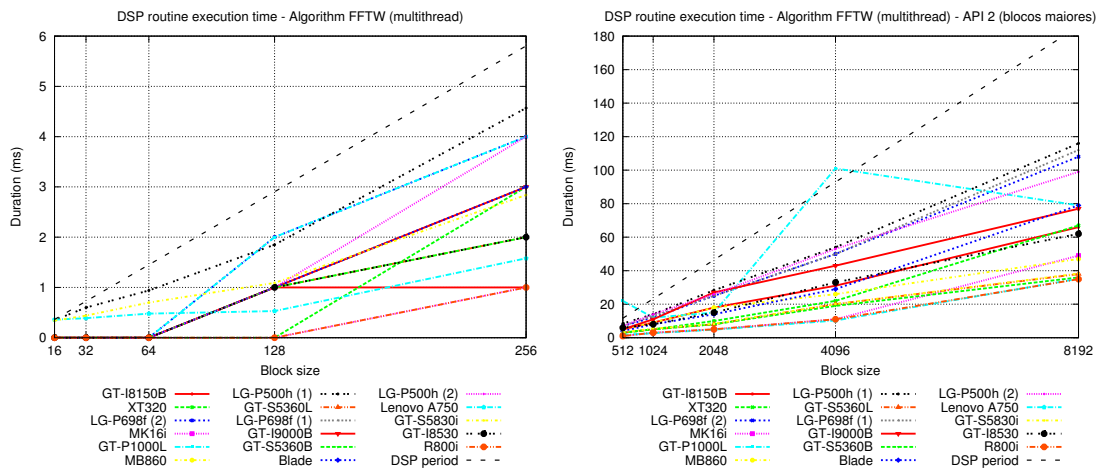 DSP routine execution time - Algorithm FFTW (multithread)
6
5
4
3
2
1
0
Duration (ms)
16 32 64 128 256
Block size
GT-I8150B LG-P500h (1) LG-P500h (2)
XT320 GT-S5360L Lenovo A750
LG-P698f (2) LG-P698f (1) GT-S5830i
MK16i GT-I9000B GT-I8530
GT-P1000L GT-S5360B R800i
MB860 Blade DSP period
DSP routine execution time - Algorithm FFTW (multithread) - API 2 (blocos maiores)
180
160
140
120
100
80
60
40
20
0
Duration (ms)
512 1024 2048 4096 8192
Block size
GT-I8150B LG-P500h (1) LG-P500h (2)
XT320 GT-S5360L Lenovo A750
LG-P698f (2) LG-P698f (1) GT-S5830i
MK16i GT-I9000B GT-I8530
GT-P1000L GT-S5360B R800i
MB860 Blade DSP period